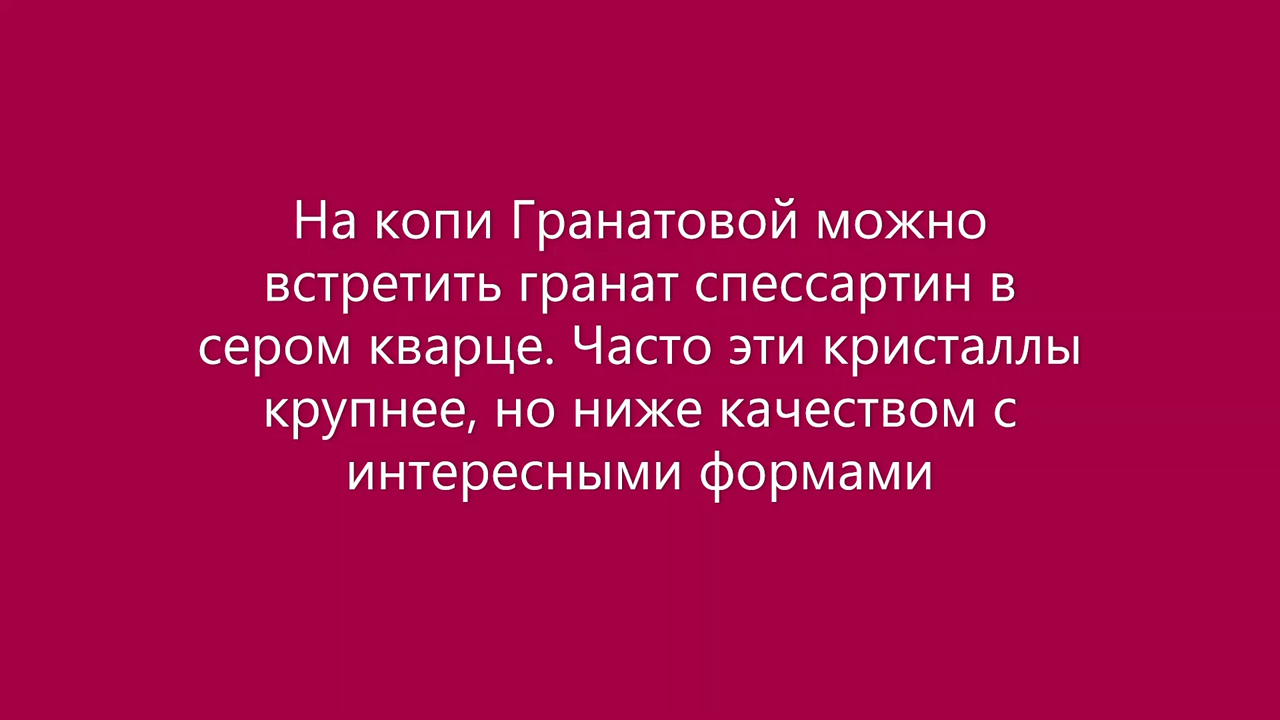 На копи Гранатовой можно
встретить гранат спессартин в
сером кварце. Часто эти кристаллы
крупнее, но ниже качеством с
интересными формами